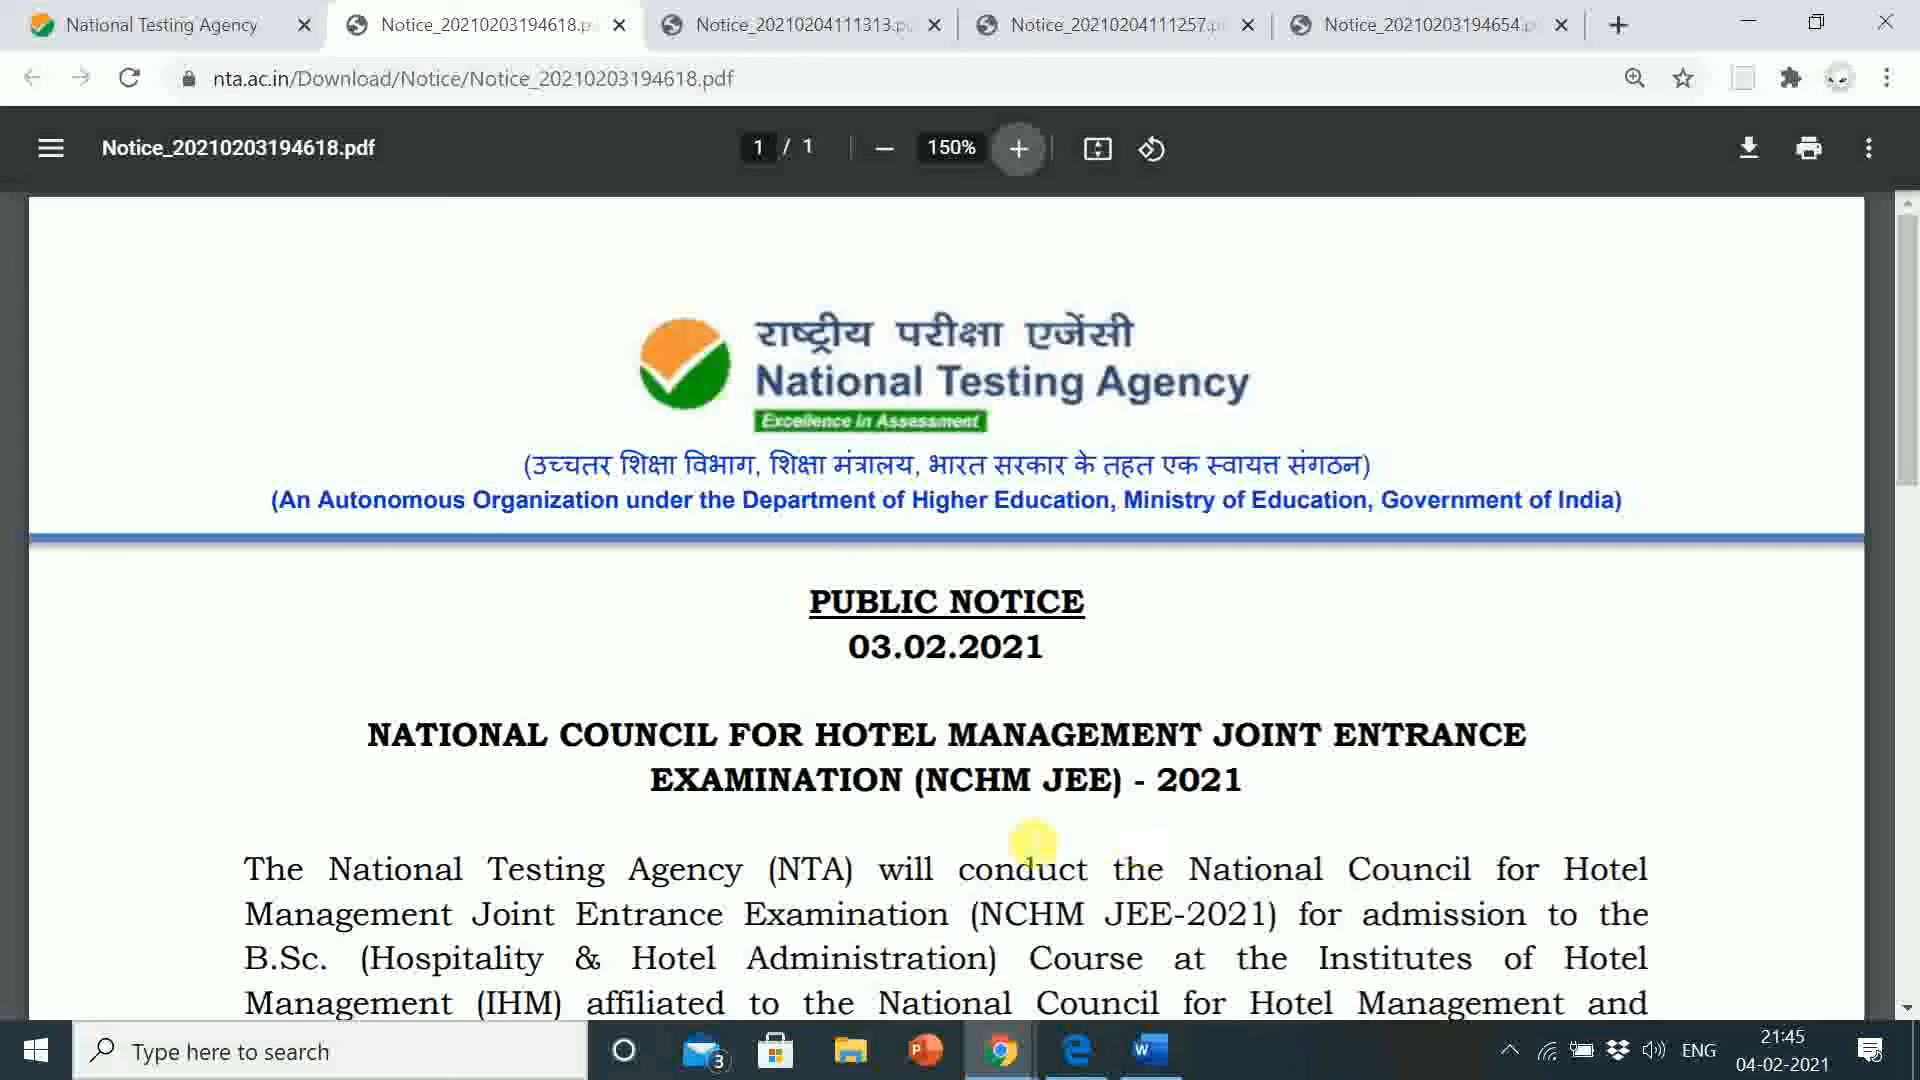 National Testing Agency
Notice_20210203194618.p
Notice_20210204111313.p
Notice_20210204111257.p
Notice_20210203194654.p
nta.ac.in/Download/Notice/Notice_20210203194618.pdf
Notice_20210203194618.pdf
1 / 1
150%
राष्ट्रीय परीक्षा एजेंसी
National Testing Agency
Excellence in Assessment
(उच्चतर शिक्षा विभाग, शिक्षा मंत्रालय, भारत सरकार के तहत एक स्वायत्त संगठन)
(An Autonomous Organization under the Department of Higher Education, Ministry of Education, Government of India)
PUBLIC NOTICE
03.02.2021
NATIONAL COUNCIL FOR HOTEL MANAGEMENT JOINT ENTRANCE
EXAMINATION (NCHM JEE) - 2021
The National Testing Agency (NTA) will conduct the National Council for Hotel
Management Joint Entrance Examination (NCHM JEE-2021) for admission to the
B.Sc. (Hospitality & Hotel Administration) Course at the Institutes of Hotel
Management (IHM) affiliated to the National Council for Hotel Management and
Type here to search
3
ENG
21:45
04-02-2021